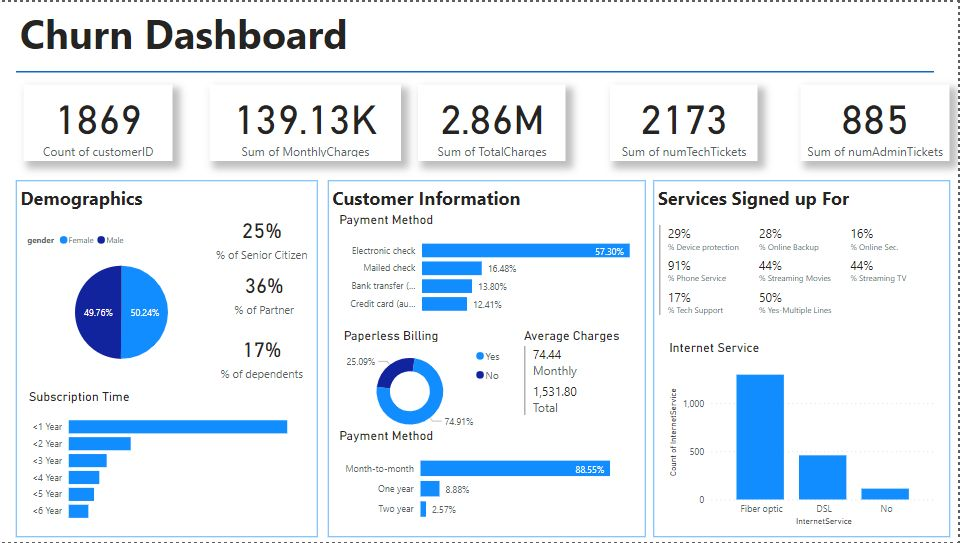 Churn Dashboard
1869
Count of customerID
139.13K
Sum of MonthlyCharges
2.86M
Sum of TotalCharges
2173
Sum of numTechTickets
885
Sum of numAdminTickets
Demographics
gender Female Male
49.76% 50.24%
25%
% of Senior Citizen
36%
% of Partner
17%
% of dependents
Subscription Time
<1 Year
<2 Year
<3 Year
<4 Year
<5 Year
<6 Year
Customer Information
Payment Method
Electronic check 57.30%
Mailed check 16.48%
Bank transfer (... 13.80%
Credit card (au... 12.41%
Paperless Billing
25.09%
74.91%
Yes
No
Average Charges
74.44
Monthly
1,531.80
Total
Payment Method
Month-to-month 88.55%
One year 8.88%
Two year 2.57%
Services Signed up For
29% 28% 16%
% Device protection % Online Backup % Online Sec.
91% 44% 44%
% Phone Service % Streaming Movies % Streaming TV
17% 50%
% Tech Support % Yes-Multiple Lines
Internet Service
Count of InternetService
1,000
500
0
Fiber optic DSL No
InternetService